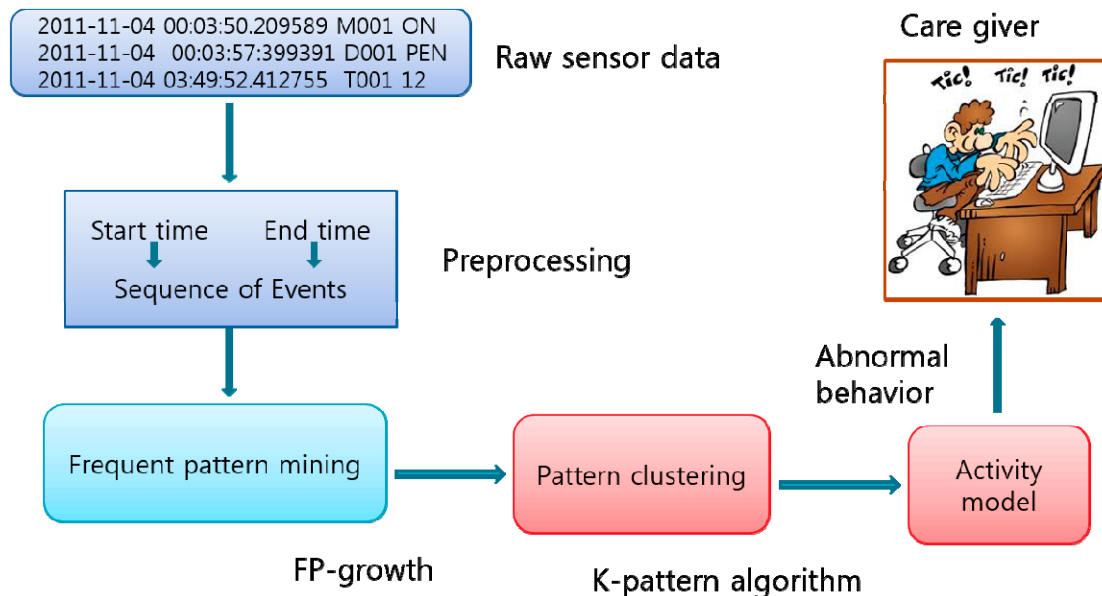 2011-11-04 00:03:50.209589 M001 ON
2011-11-04 00:03:57:399391 D001 PEN
2011-11-04 03:49:52.412755 T001 12
Raw sensor data
Care giver
Tic! Tic! Tic!
Start time End time
Sequence of Events
Preprocessing
Abnormal
behavior
Frequent pattern mining
Pattern clustering
Activity
model
FP-growth
K-pattern algorithm